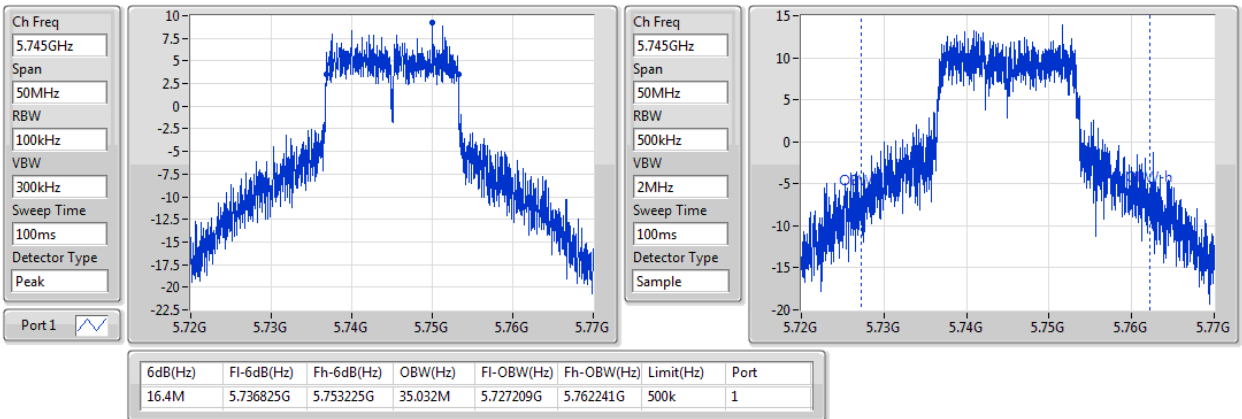 Ch Freq
5.745GHz
Span
50MHz
RBW
100kHz
VBW
300kHz
Sweep Time
100ms
Detector Type
Peak
Port 1
10
7.5
5
2.5
0
-2.5
-5
-7.5
-10
-12.5
-15
-17.5
-20
-22.5
5.72G 5.73G 5.74G 5.75G 5.76G 5.77G
Ch Freq
5.745GHz
Span
50MHz
RBW
500kHz
VBW
2MHz
Sweep Time
100ms
Detector Type
Sample
15
10
5
0
-5
-10
-15
-20
5.72G 5.73G 5.74G 5.75G 5.76G 5.77G
6dB(Hz) Fl-6dB(Hz) Fh-6dB(Hz) OBW(Hz) Fl-OBW(Hz) Fh-OBW(Hz) Limit(Hz) Port
16.4M 5.736825G 5.753225G 35.032M 5.727209G 5.762241G 500k 1